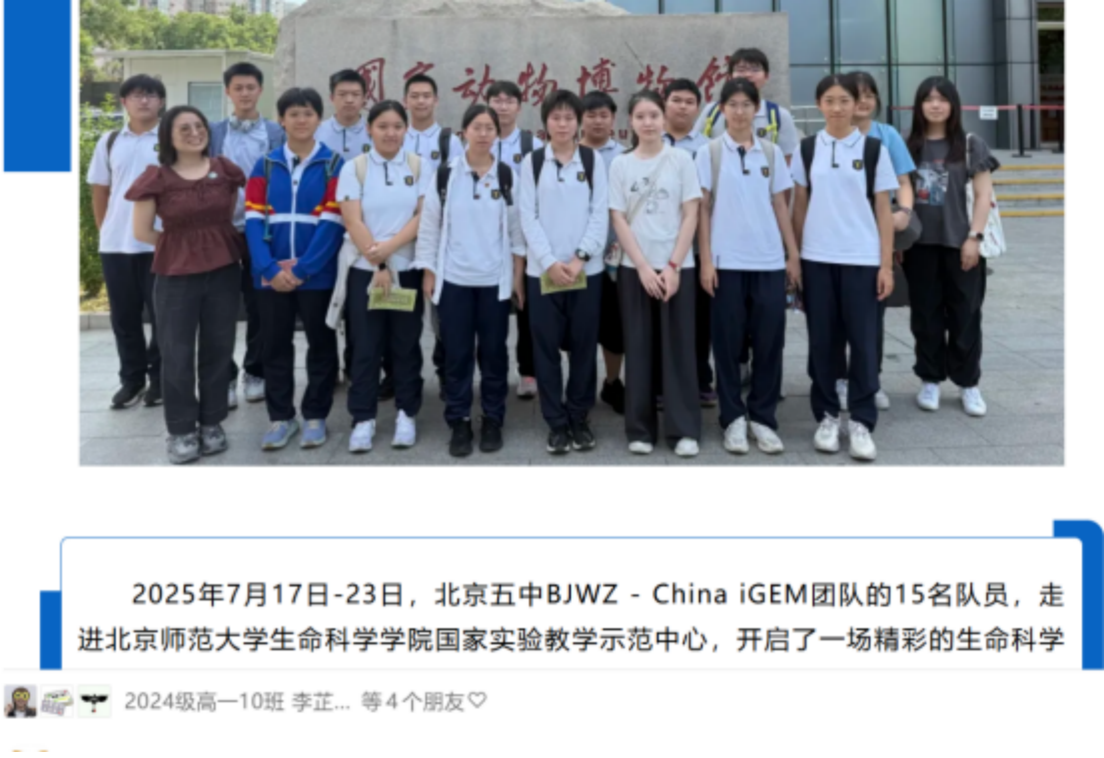 国家动物博物馆
2025年7月17日-23日，北京五中BJWZ - China iGEM团队的15名队员，走
进北京师范大学生命科学学院国家实验教学示范中心，开启了一场精彩的生命科学
2024级高一10班 李芷... 等4个朋友♡